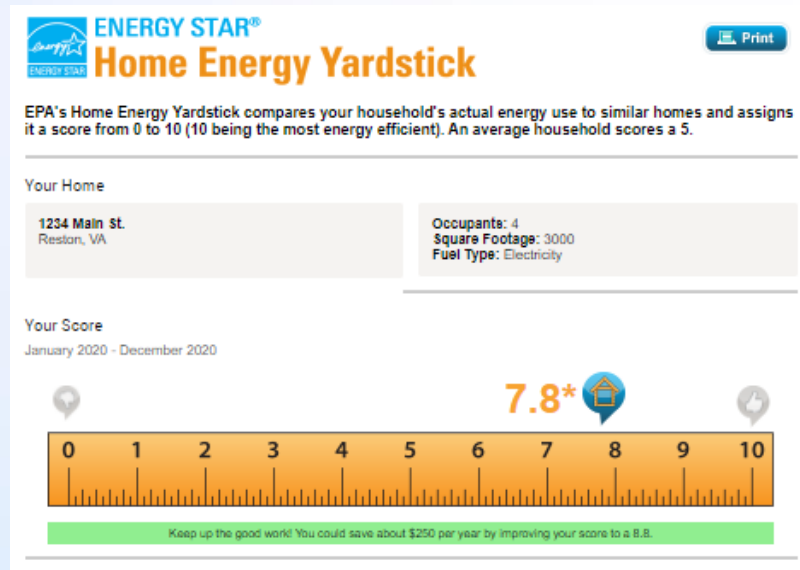 ENERGY STAR®
Home Energy Yardstick
energy
ENERGY STAR
Print
EPA's Home Energy Yardstick compares your household's actual energy use to similar homes and assigns
it a score from 0 to 10 (10 being the most energy efficient). An average household scores a 5.
Your Home
1234 Main St.
Reston, VA
Occupants: 4
Square Footage: 3000
Fuel Type: Electricity
Your Score
January 2020 - December 2020
7.8*
0 1 2 3 4 5 6 7 8 9 10
Keep up the good work! You could save about $250 per year by improving your score to a 8.8.